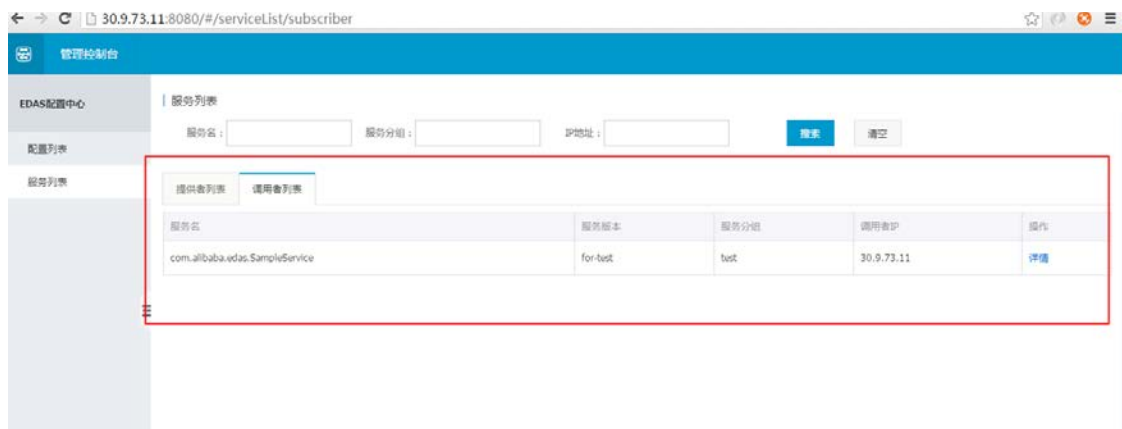 30.9.73.11:8080/#/serviceList/subscriber
管理控制台
EDAS配置中心
服务列表
服务名: 服务分组: IP地址: 搜索 清空
配置列表
服务列表
提供者列表 调用者列表
服务名 服务版本 服务分组 调用者IP 操作
com.alibaba.edas.SampleService for-test test 30.9.73.11 详情